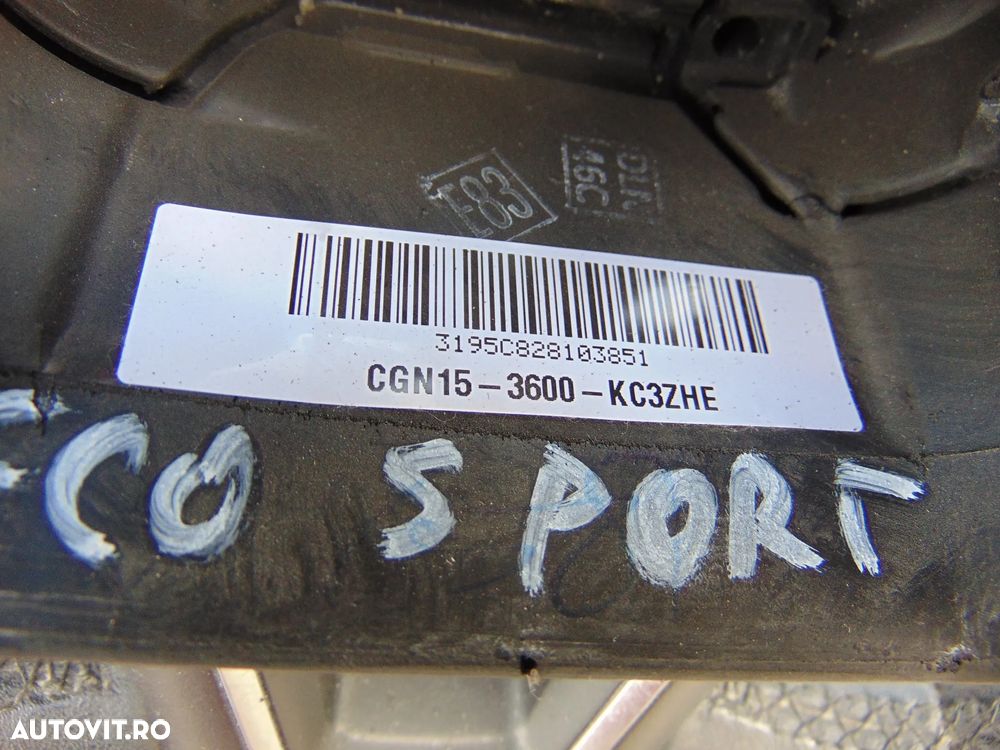 E83
3195C828103851
CGN15-3600-KC3ZHE
CO SPORT
AUTOVIT.RO